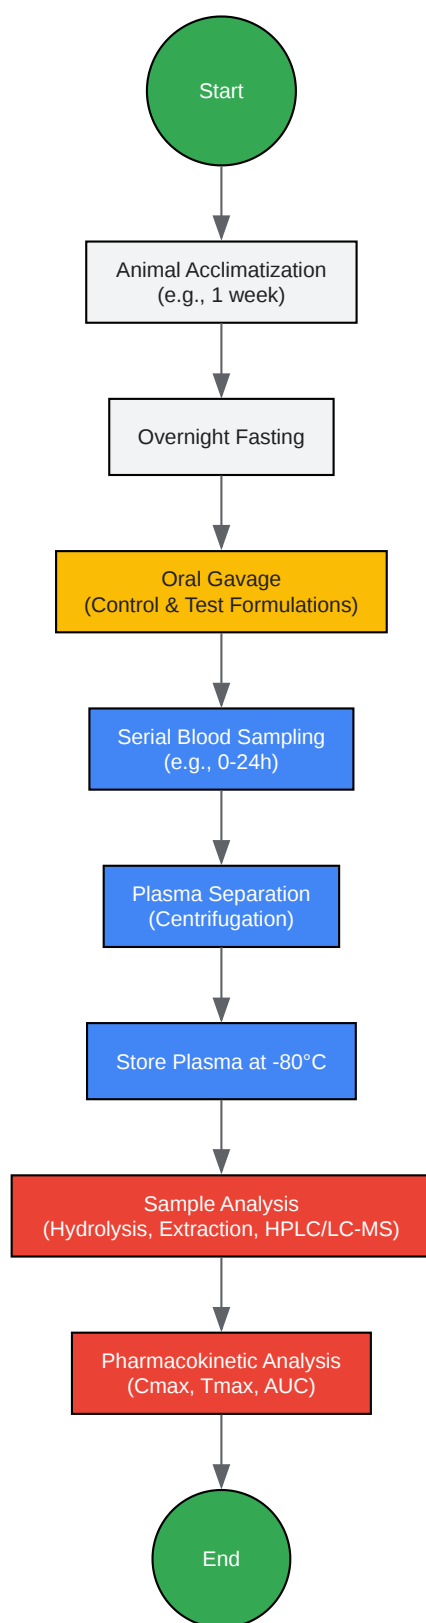 Start
Animal Acclimatization
(e.g., 1 week)
Overnight Fasting
Oral Gavage
(Control & Test Formulations)
Serial Blood Sampling
(e.g., 0-24h)
Plasma Separation
(Centrifugation)
Store Plasma at -80°C
Sample Analysis
(Hydrolysis, Extraction, HPLC/LC-MS)
Pharmacokinetic Analysis
(Cmax, Tmax, AUC)
End